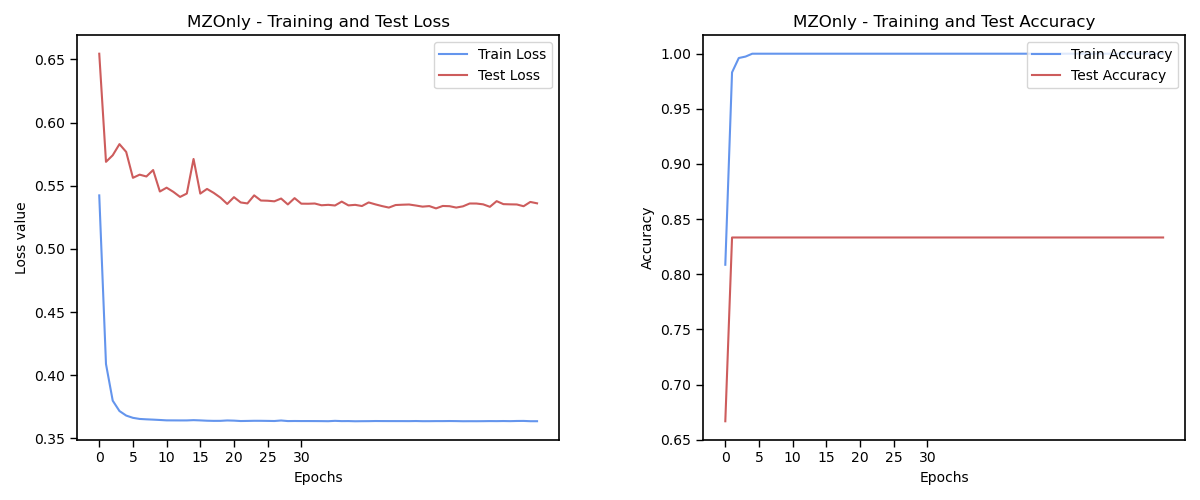 MZOnly - Training and Test Loss
Loss value
0.65
0.60
0.55
0.50
0.45
0.40
0.35
Train Loss
Test Loss
0 5 10 15 20 25 30
Epochs
MZOnly - Training and Test Accuracy
Accuracy
1.00
0.95
0.90
0.85
0.80
0.75
0.70
0.65
Train Accuracy
Test Accuracy
0 5 10 15 20 25 30
Epochs